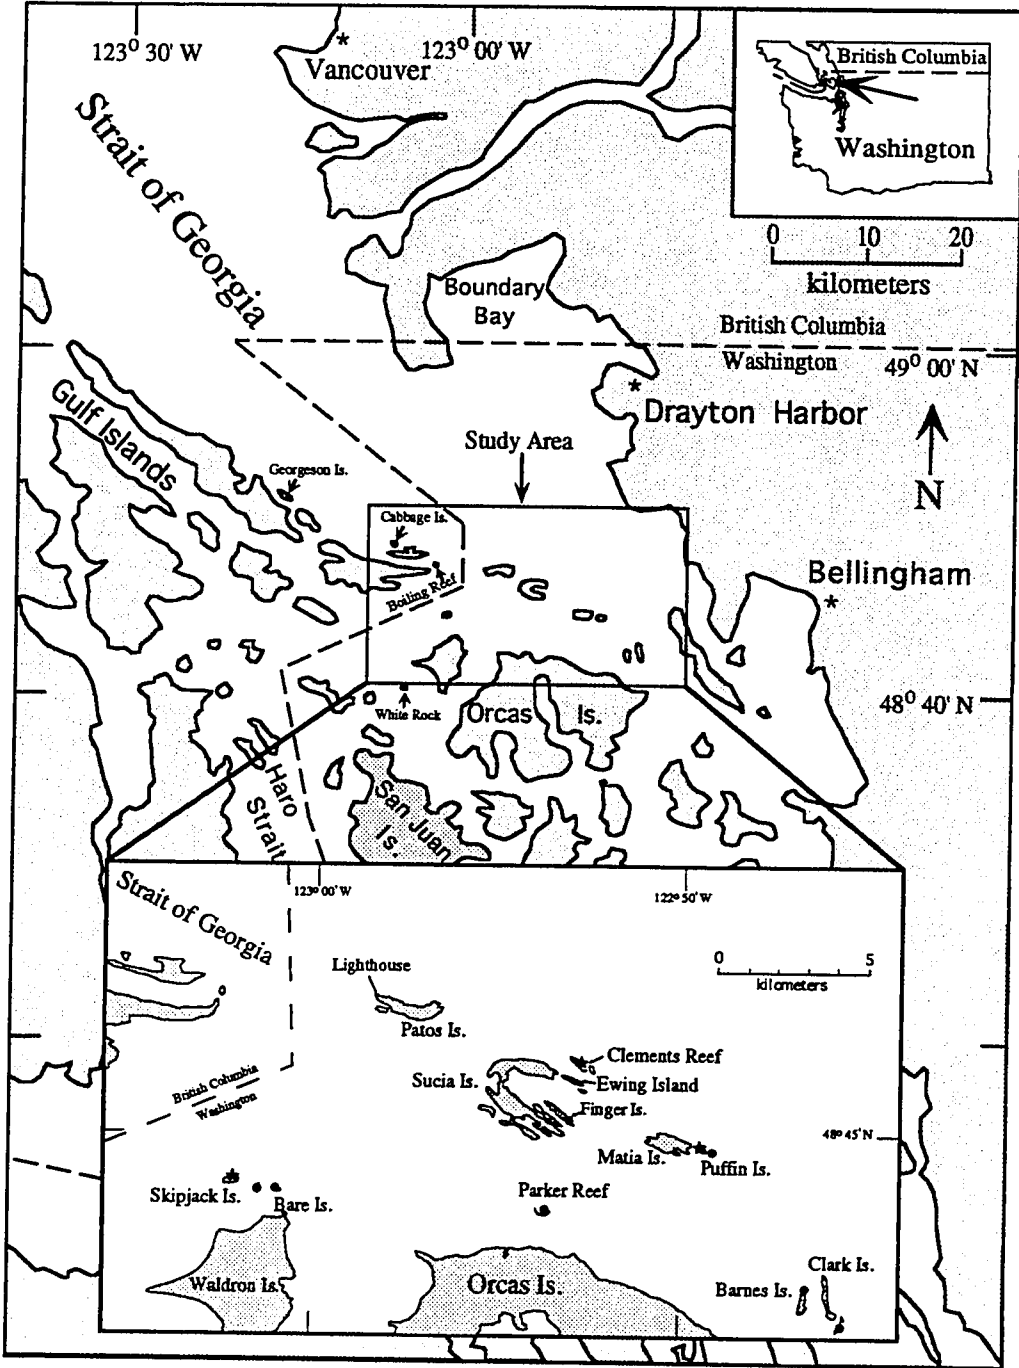 123° 30' W
123° 00' W
*
Vancouver
British Columbia
Washington
0 10 20
kilometers
Strait of Georgia
Boundary
Bay
British Columbia
Washington
49° 00' N
*
Drayton Harbor
Gulf Islands
Study Area
N
Georgeson Is.
Cabbage Is.
Boiling Reef
Bellingham
*
White Rock
Orcas Is.
48° 40' N
Haro
Strait
San Juan
Is.
123° 00' W
122° 50' W
Strait of Georgia
0 5
kilometers
Lighthouse
Patos Is.
Clements Reef
Sucia Is.
Ewing Island
Finger Is.
British Columbia
Washington
48° 45' N
Matia Is.
Puffin Is.
Skipjack Is.
Bare Is.
Parker Reef
Waldron Is.
Orcas Is.
Clark Is.
Barnes Is.